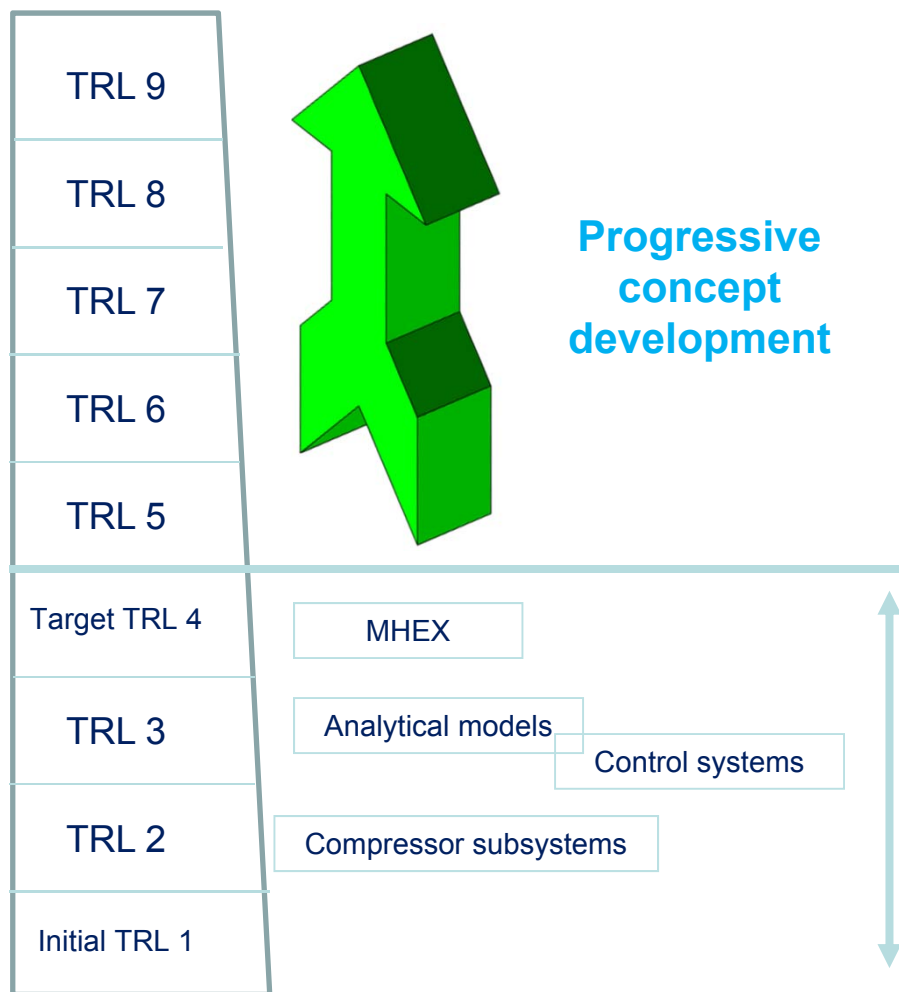 TRL 9
TRL 8
TRL 7
TRL 6
TRL 5
Progressive
concept
development
Target TRL 4
MHEX
TRL 3
Analytical models
Control systems
TRL 2
Compressor subsystems
Initial TRL 1